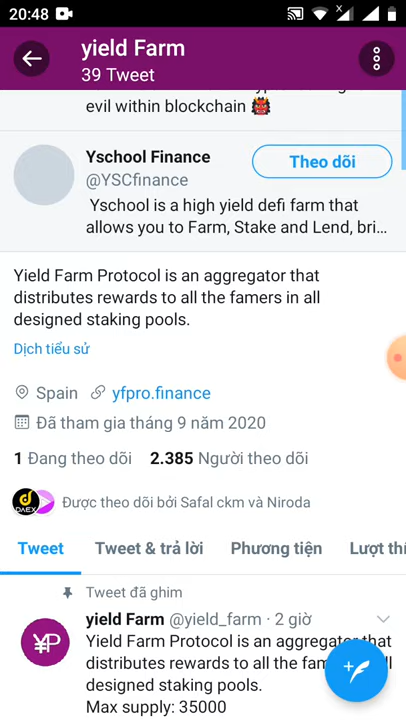 20:48
yield Farm
39 Tweet
evil within blockchain 👹
Yschool Finance
Theo dõi
@YSCfinance
Yschool is a high yield defi farm that
allows you to Farm, Stake and Lend, bri...
Yield Farm Protocol is an aggregator that
distributes rewards to all the famers in all
designed staking pools.
Dịch tiểu sử
Spain yfpro.finance
Đã tham gia tháng 9 năm 2020
1 Đang theo dõi 2.385 Người theo dõi
DAEX
Được theo dõi bởi Safal ckm và Niroda
Tweet Tweet & trả lời Phương tiện Lượt thí
Tweet đã ghim
yield Farm @yield_farm · 2 giờ
¥P
Yield Farm Protocol is an aggregator that
distributes rewards to all the
designed staking pools.
Max supply: 35000